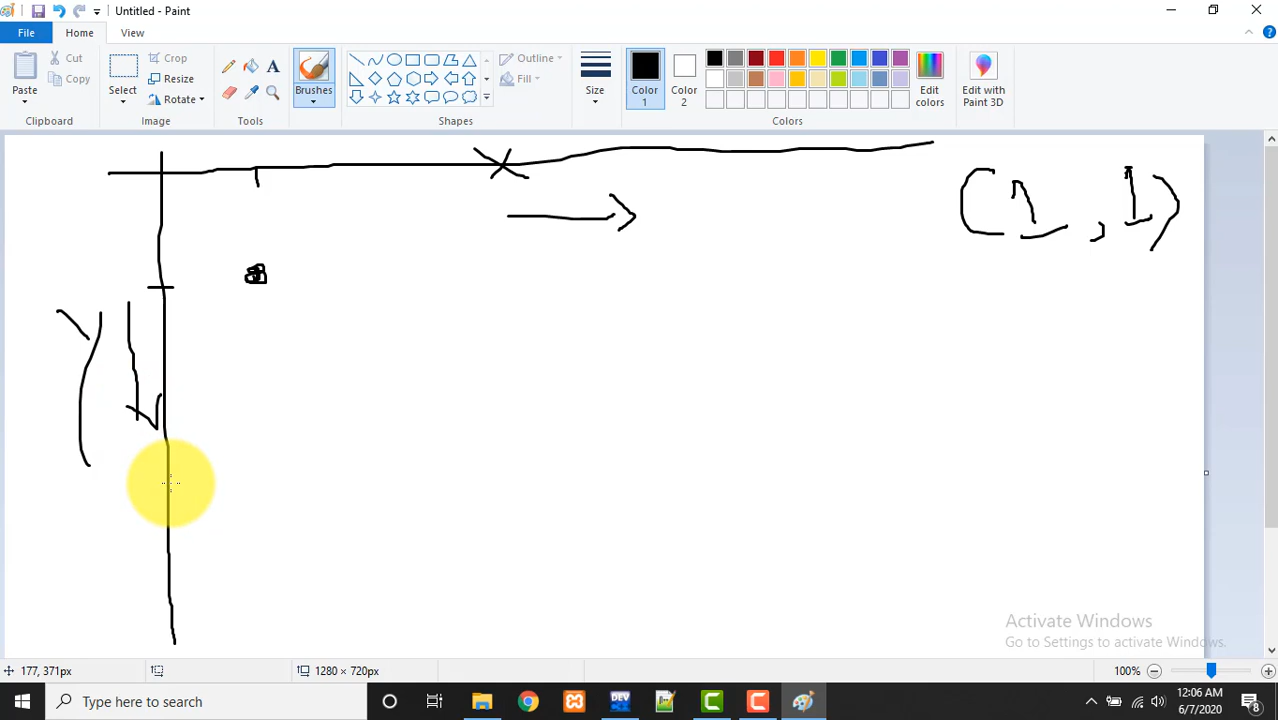 Untitled - Paint
File Home View
Paste
Cut
Copy
Clipboard
Select
Crop
Resize
Rotate
Image
A
Tools
Brushes
Outline
Fill
Shapes
Size
Color 1
Color 2
Edit colors
Edit with Paint 3D
Colors
X
(1, 1)
Y
Activate Windows
Go to Settings to activate Windows.
177, 371px
1280 × 720px
100%
Type here to search
DEV
12:06 AM
6/7/2020
8